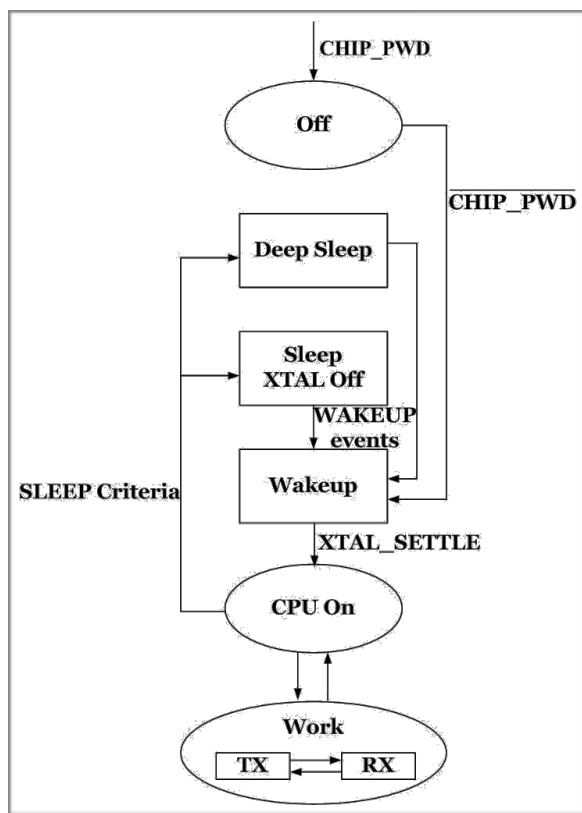 CHIP_PWD
Off
CHIP_PWD
Deep Sleep
Sleep
XTAL Off
WAKEUP
events
SLEEP Criteria
Wakeup
XTAL_SETTLE
CPU On
Work
TX
RX